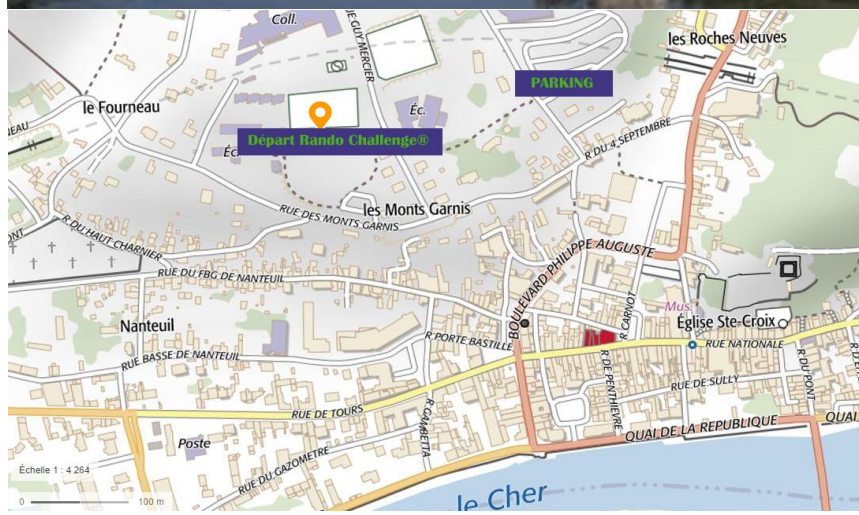 Coll.
RUE GUY MERCIER
les Roches Neuves
PARKING
le Fourneau
Départ Rando Challenge®
Éc.
Éc.
R DU 4 SEPTEMBRE
les Monts Garnis
RUE DES MONTS GARNIS
R DU HAUT CHARNIER
BOULEVARD PHILIPPE AUGUSTE
RUE DU FBG DE NANTEUIL
R CARNOT
Mus.
Église Ste-Croix
Nanteuil
R PORTE BASTILLE
RUE NATIONALE
RUE BASSE DE NANTEUIL
R DE PENTHIEVRE
RUE DE SULLY
R DU PONT
RUE DE TOURS
R GAMBETTA
QUAI DE LA REPUBLIQUE
QUAI
Poste
RUE DU GAZOMETRE
Échelle 1 : 4 264
0
100 m
le Cher